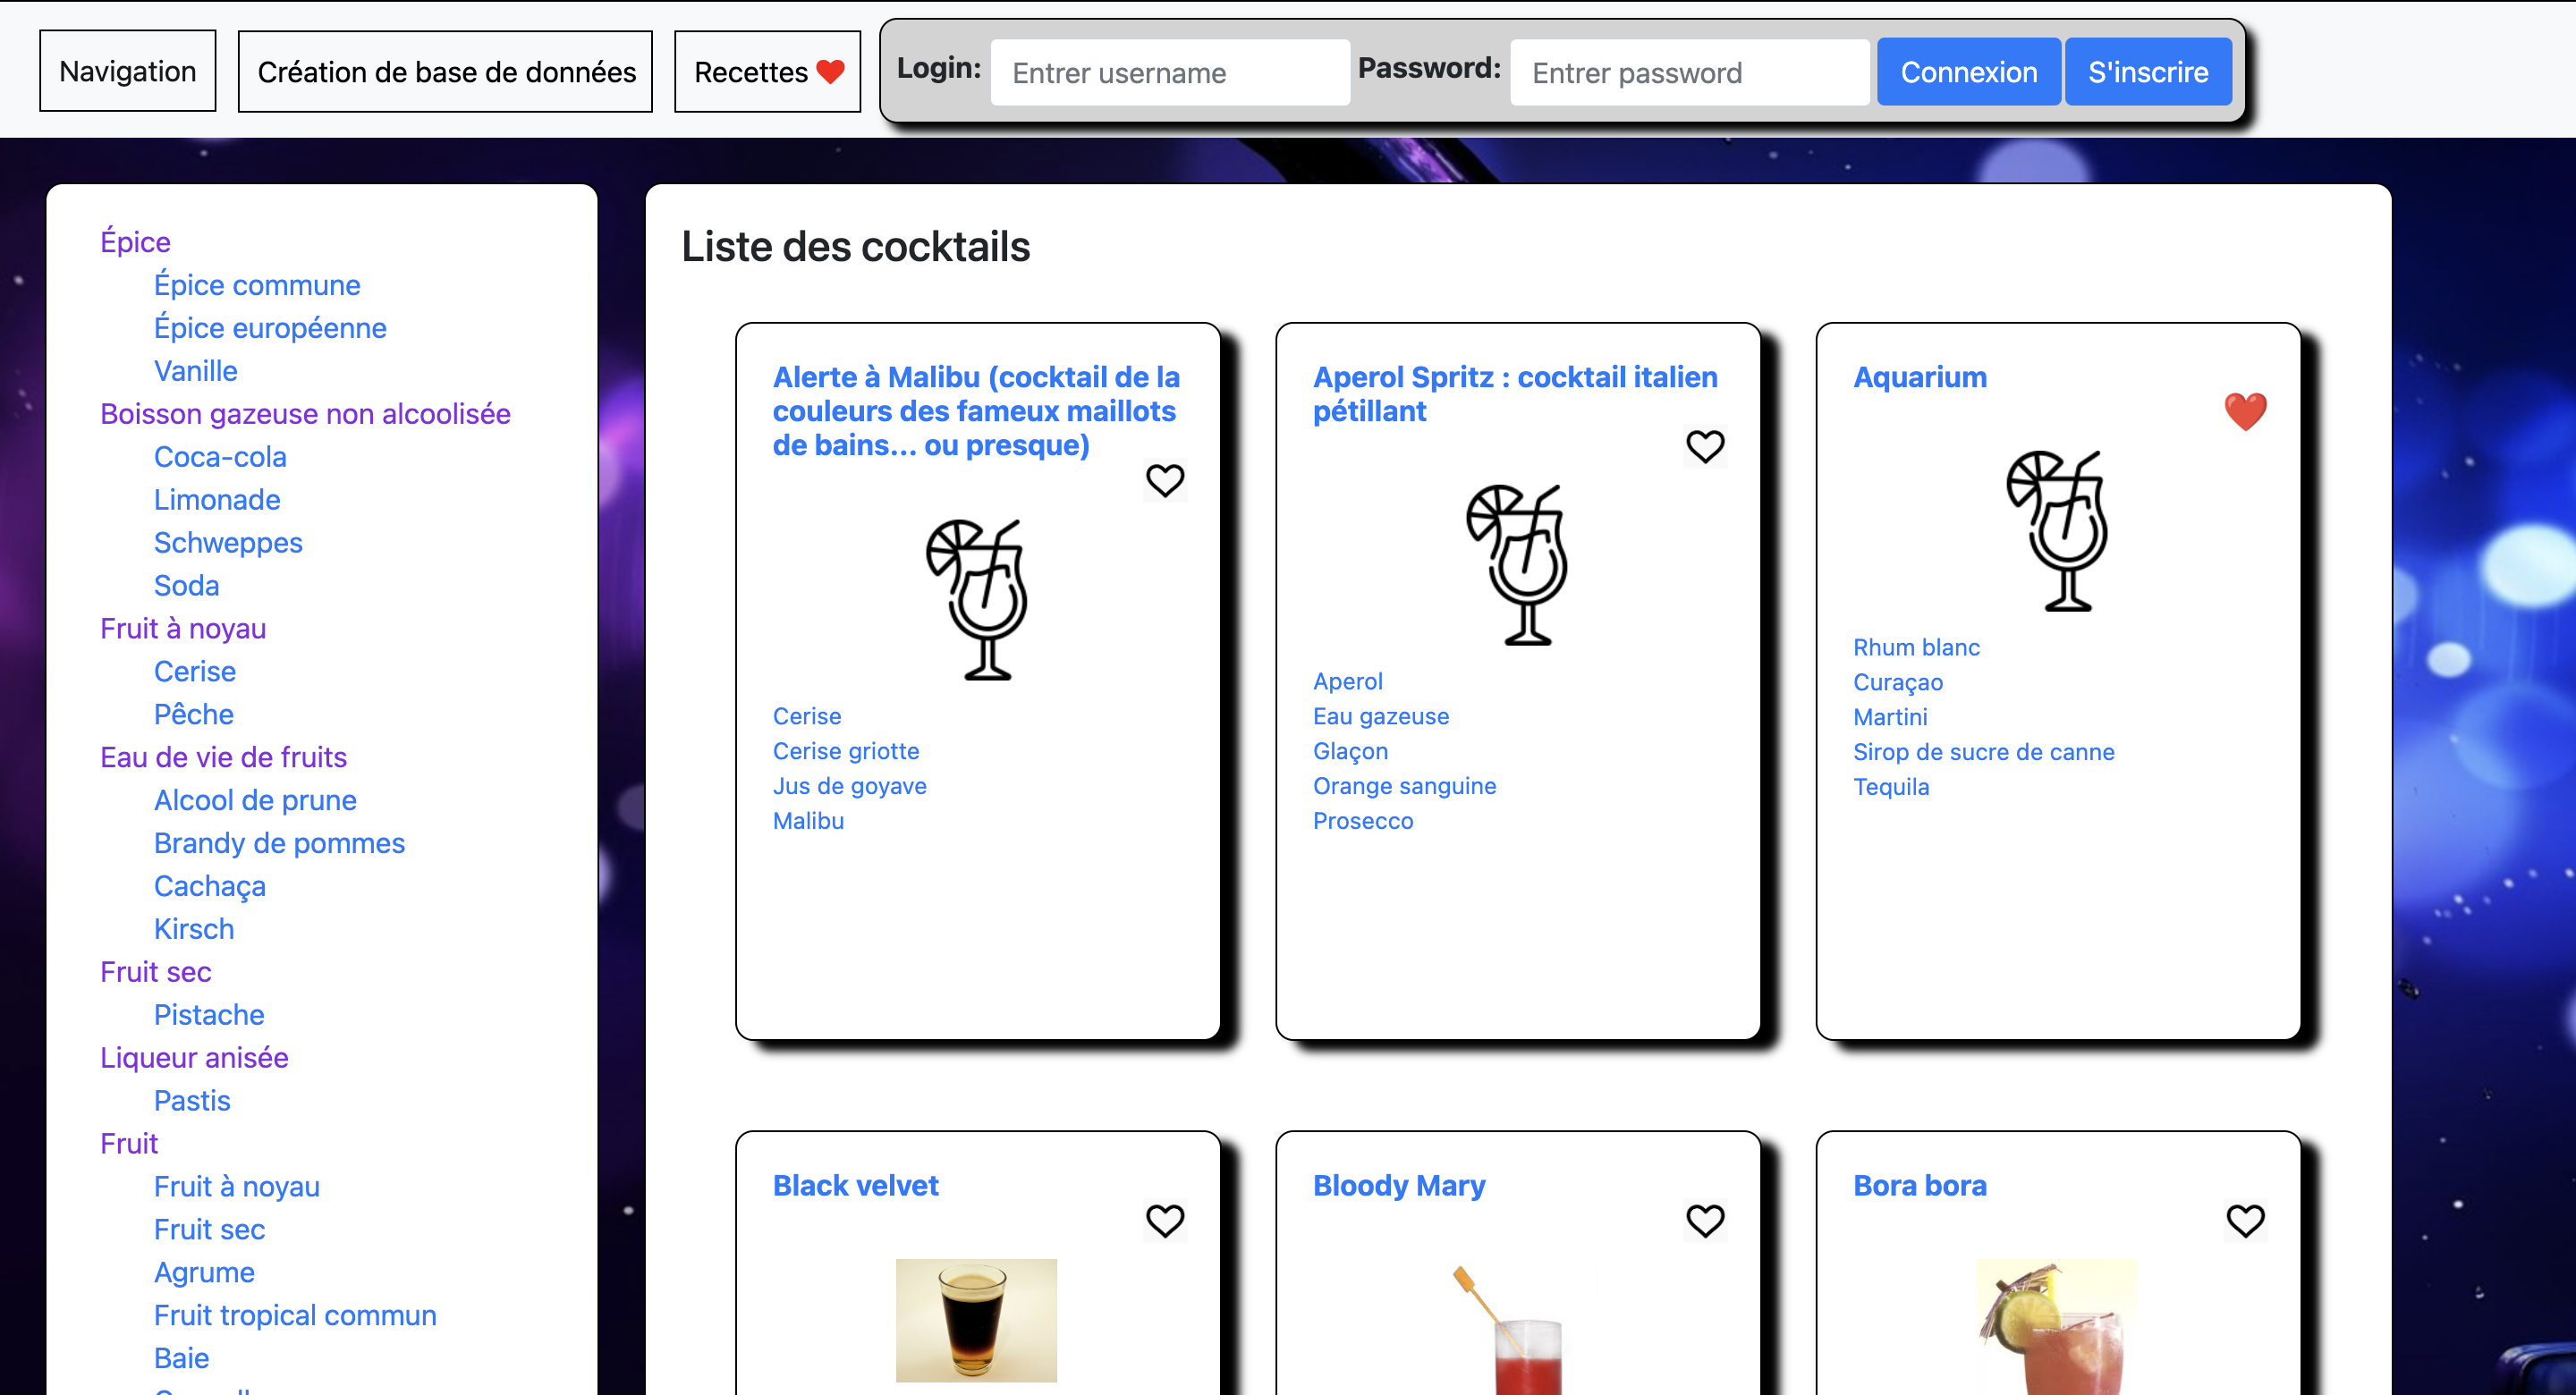 Navigation
Création de base de données
Recettes ❤
Login:
Entrer username
Password:
Entrer password
Connexion
S'inscrire
Épice
Épice commune
Épice européenne
Vanille
Boisson gazeuse non alcoolisée
Coca-cola
Limonade
Schweppes
Soda
Fruit à noyau
Cerise
Pêche
Eau de vie de fruits
Alcool de prune
Brandy de pommes
Cachaça
Kirsch
Fruit sec
Pistache
Liqueur anisée
Pastis
Fruit
Fruit à noyau
Fruit sec
Agrume
Fruit tropical commun
Baie
Liste des cocktails
Alerte à Malibu (cocktail de la
couleurs des fameux maillots
de bains... ou presque)
Cerise
Cerise griotte
Jus de goyave
Malibu
Aperol Spritz : cocktail italien
pétillant
Aperol
Eau gazeuse
Glaçon
Orange sanguine
Prosecco
Aquarium
Rhum blanc
Curaçao
Martini
Sirop de sucre de canne
Tequila
Black velvet
Bloody Mary
Bora bora